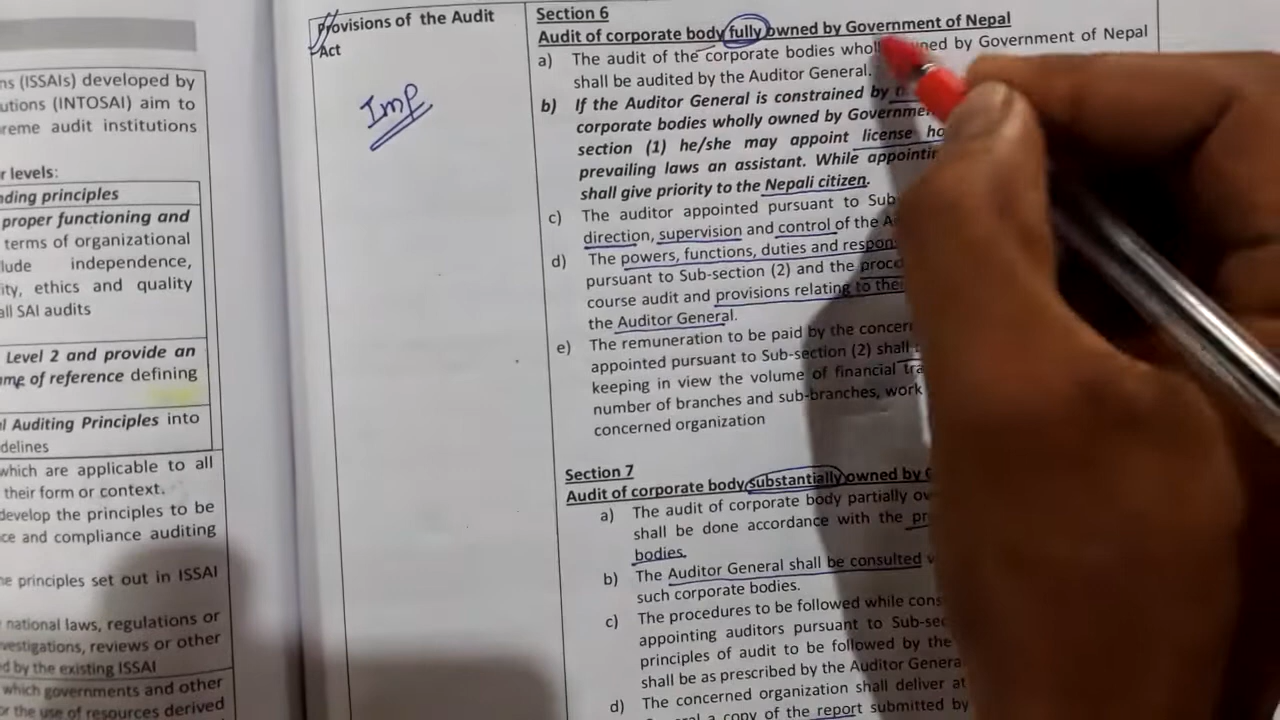 ns (ISSAIs) developed by
utions (INTOSAI) aim to
reme audit institutions
r levels:
nding principles
proper functioning and
terms of organizational
lude independence,
ity, ethics and quality
all SAI audits
Level 2 and provide an
me of reference defining
l Auditing Principles into
delines
which are applicable to all
their form or context.
develop the principles to be
ce and compliance auditing
e principles set out in ISSAI
national laws, regulations or
vestigations, reviews or other
d by the existing ISSAI
which governments and other
or the use of resources derived
Provisions of the Audit
Act
Imp
Section 6
Audit of corporate body fully owned by Government of Nepal
a) The audit of the corporate bodies wholl ned by Government of Nepal
shall be audited by the Auditor General.
b) If the Auditor General is constrained by
corporate bodies wholly owned by Governme
section (1) he/she may appoint license ho
prevailing laws an assistant. While appointin
shall give priority to the Nepali citizen.
c) The auditor appointed pursuant to Sub
direction, supervision and control of the A
d) The powers, functions, duties and respon
pursuant to Sub-section (2) and the proc
course audit and provisions relating to thei
the Auditor General.
e) The remuneration to be paid by the concer
appointed pursuant to Sub-section (2) shall
keeping in view the volume of financial tra
number of branches and sub-branches, work
concerned organization
Section 7
Audit of corporate body substantially owned by G
a) The audit of corporate body partially ow
shall be done accordance with the pr
bodies.
b) The Auditor General shall be consulted
such corporate bodies.
c) The procedures to be followed while cons
appointing auditors pursuant to Sub-sec
principles of audit to be followed by the
shall be as prescribed by the Auditor Genera
d) The concerned organization shall deliver at
a copy of the report submitted by